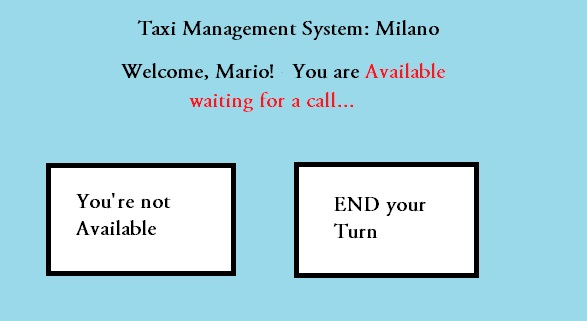 Taxi Management System: Milano
Welcome, Mario! You are Available
waiting for a call...
You're not
Available
END your
Turn